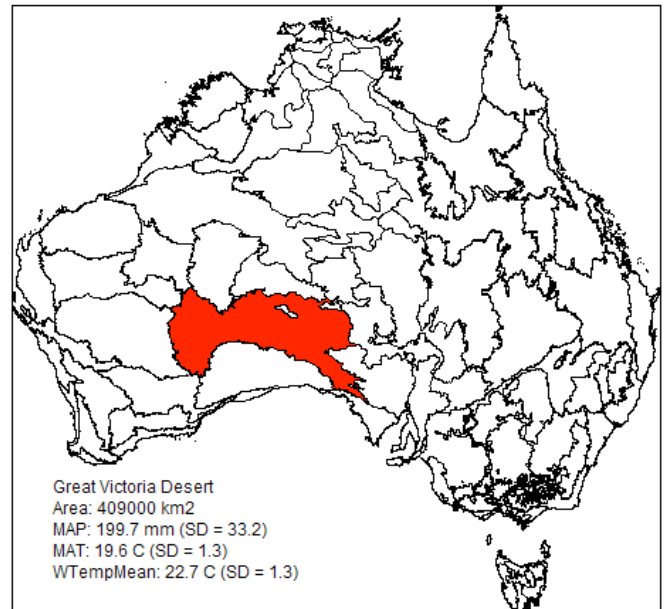 Great Victoria Desert
Area: 409000 km2
MAP: 199.7 mm (SD = 33.2)
MAT: 19.6 C (SD = 1.3)
WTempMean: 22.7 C (SD = 1.3)